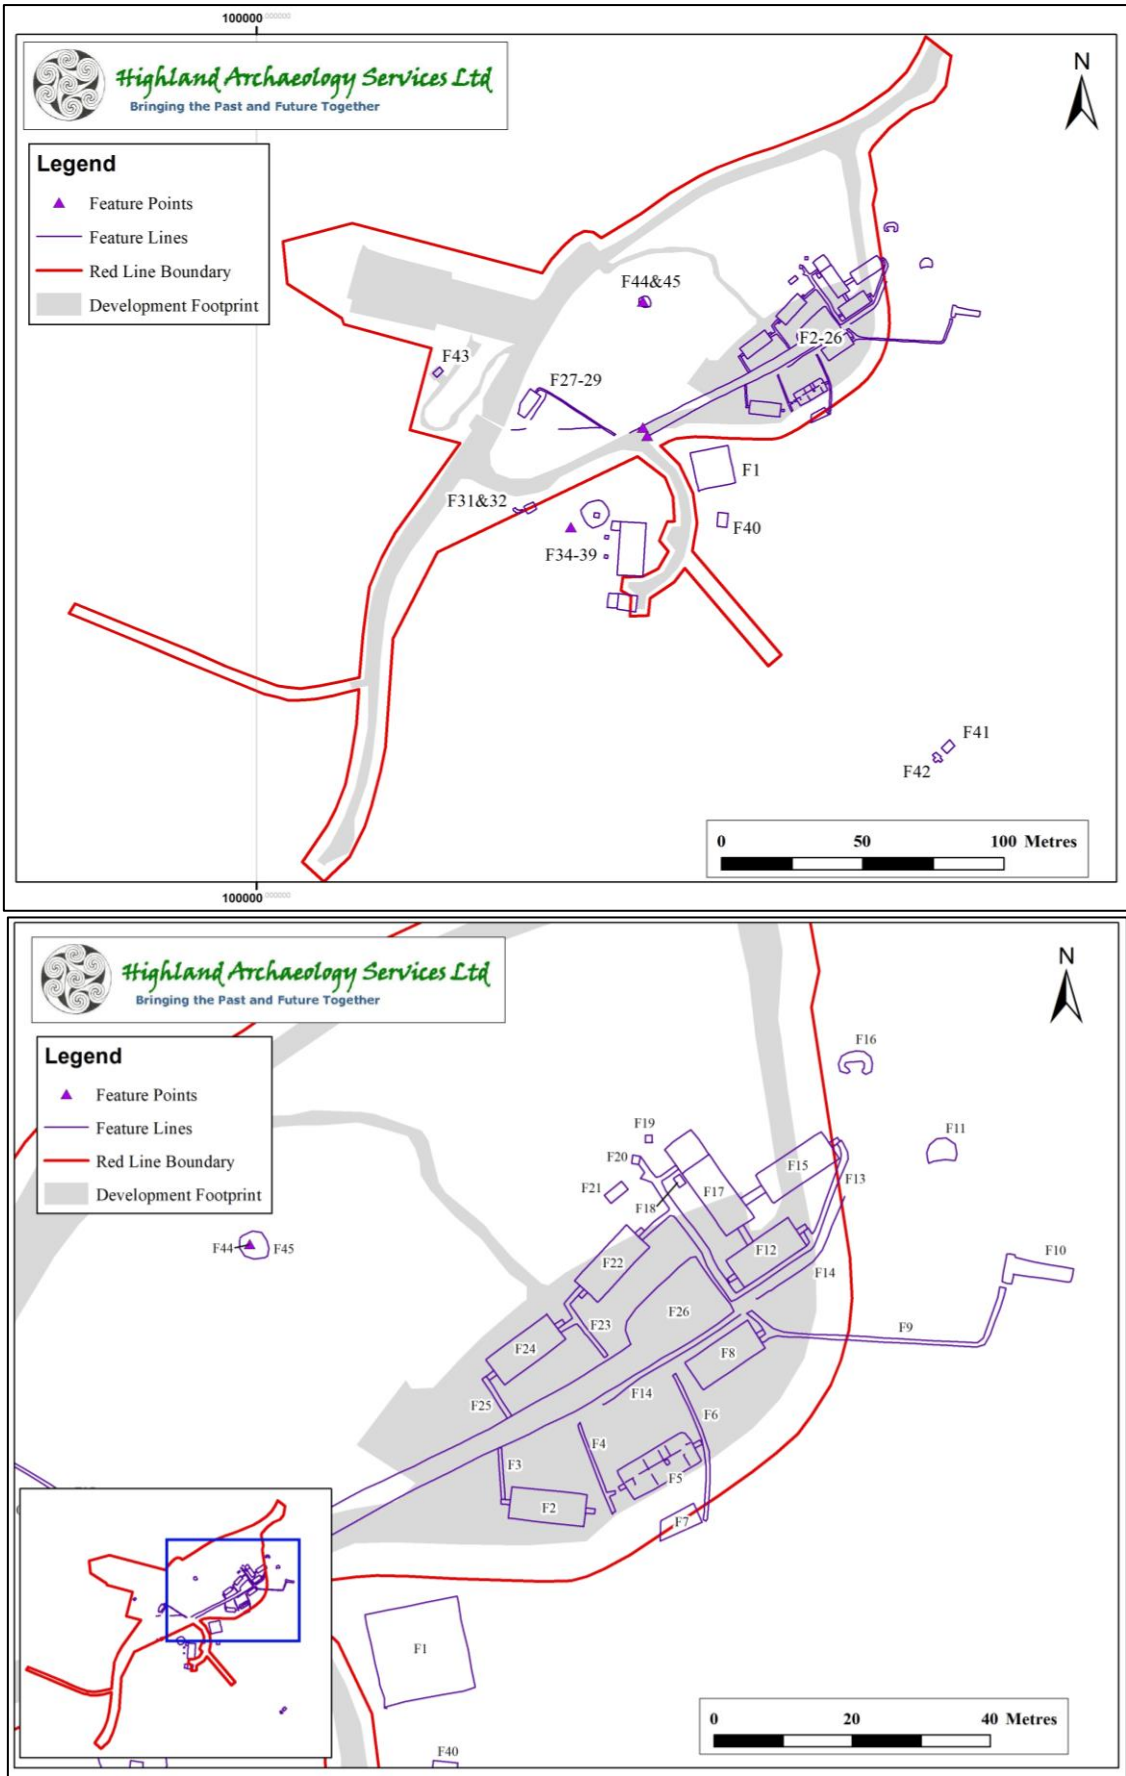 100000 000000
Highland Archaeology Services Ltd
Bringing the Past and Future Together
N
Legend
Feature Points
Feature Lines
Red Line Boundary
Development Footprint
F44&45
F2-26
F43
F27-29
F1
F31&32
F40
F34-39
F41
F42
0 50 100 Metres
100000 000000
Highland Archaeology Services Ltd
Bringing the Past and Future Together
N
Legend
Feature Points
Feature Lines
Red Line Boundary
Development Footprint
F16
F19
F11
F20
F15
F21
F17
F13
F18
F44
F45
F10
F22
F12
F14
F26
F23
F9
F24
F8
F14
F25
F6
F4
F3
F5
F2
F7
F1
0 20 40 Metres
F40